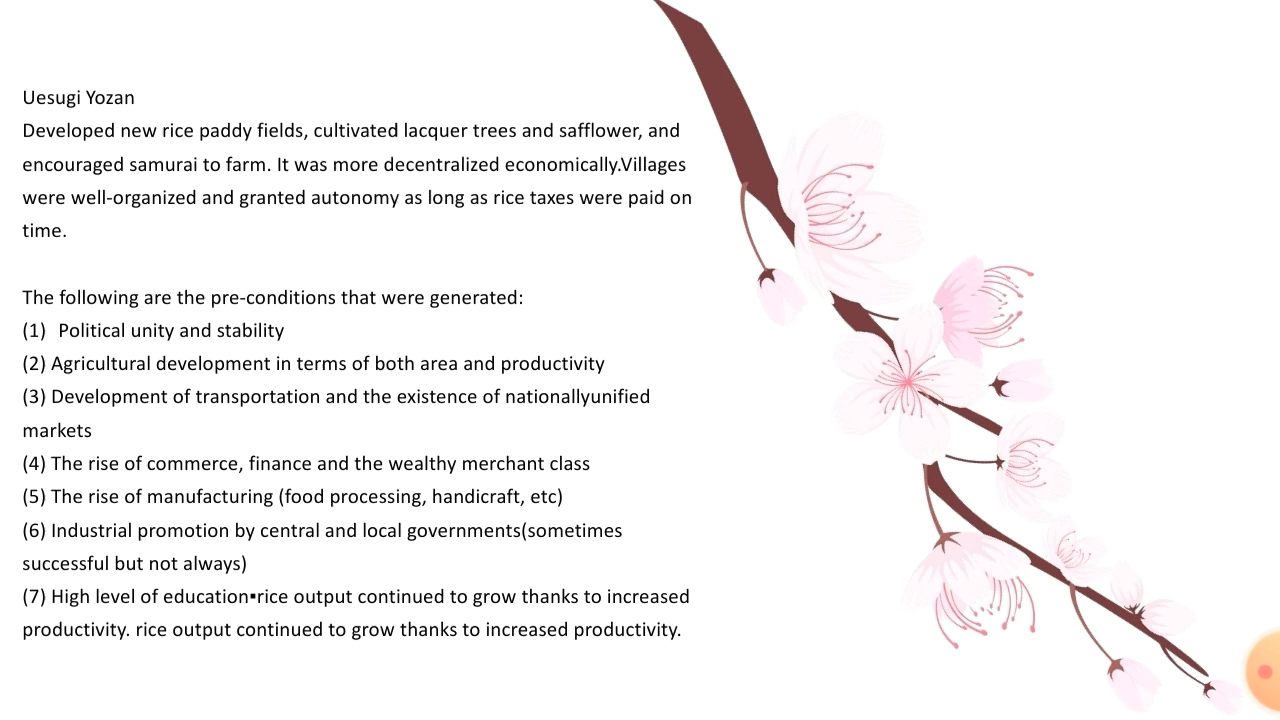 Uesugi Yozan
Developed new rice paddy fields, cultivated lacquer trees and safflower, and
encouraged samurai to farm. It was more decentralized economically.Villages
were well-organized and granted autonomy as long as rice taxes were paid on
time.
The following are the pre-conditions that were generated:
(1)  Political unity and stability
(2) Agricultural development in terms of both area and productivity
(3) Development of transportation and the existence of nationallyunified
markets
(4) The rise of commerce, finance and the wealthy merchant class
(5) The rise of manufacturing (food processing, handicraft, etc)
(6) Industrial promotion by central and local governments(sometimes
successful but not always)
(7) High level of education▪rice output continued to grow thanks to increased
productivity. rice output continued to grow thanks to increased productivity.